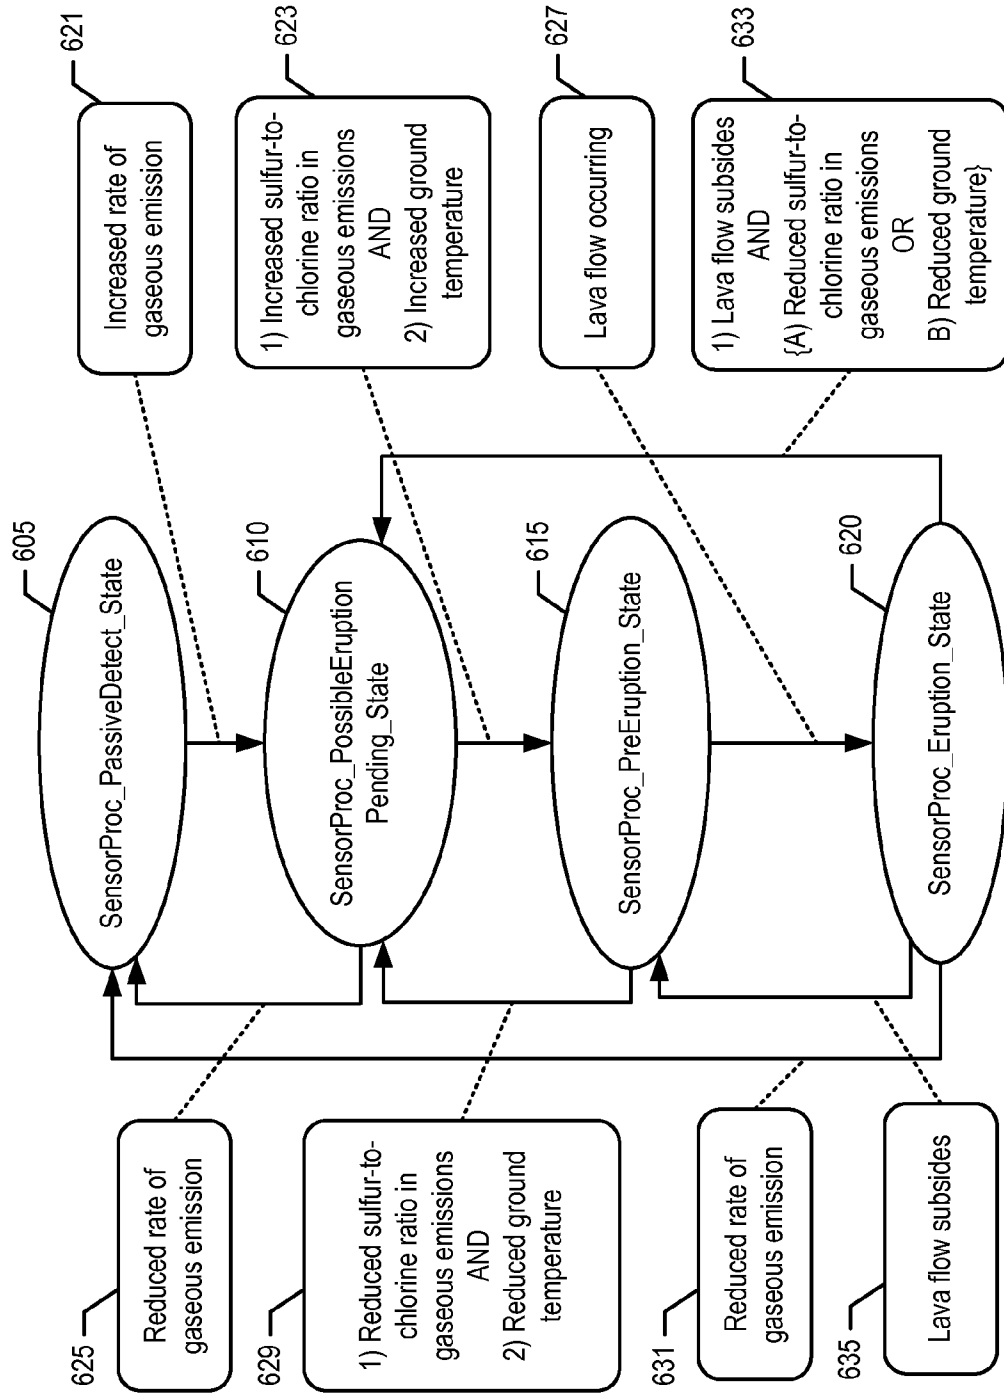 621
Increased rate of
gaseous emission
623
1) Increased sulfur-to-
chlorine ratio in
gaseous emissions
AND
2) Increased ground
temperature
627
Lava flow occurring
633
1) Lava flow subsides
AND
{A) Reduced sulfur-to-
chlorine ratio in
gaseous emissions
OR
B) Reduced ground
temperature}
605
SensorProc_PassiveDetect_State
610
SensorProc_PossibleEruption
Pending_State
615
SensorProc_PreEruption_State
620
SensorProc_Eruption_State
625
Reduced rate of
gaseous emission
629
1) Reduced sulfur-to-
chlorine ratio in
gaseous emissions
AND
2) Reduced ground
temperature
631
Reduced rate of
gaseous emission
635
Lava flow subsides